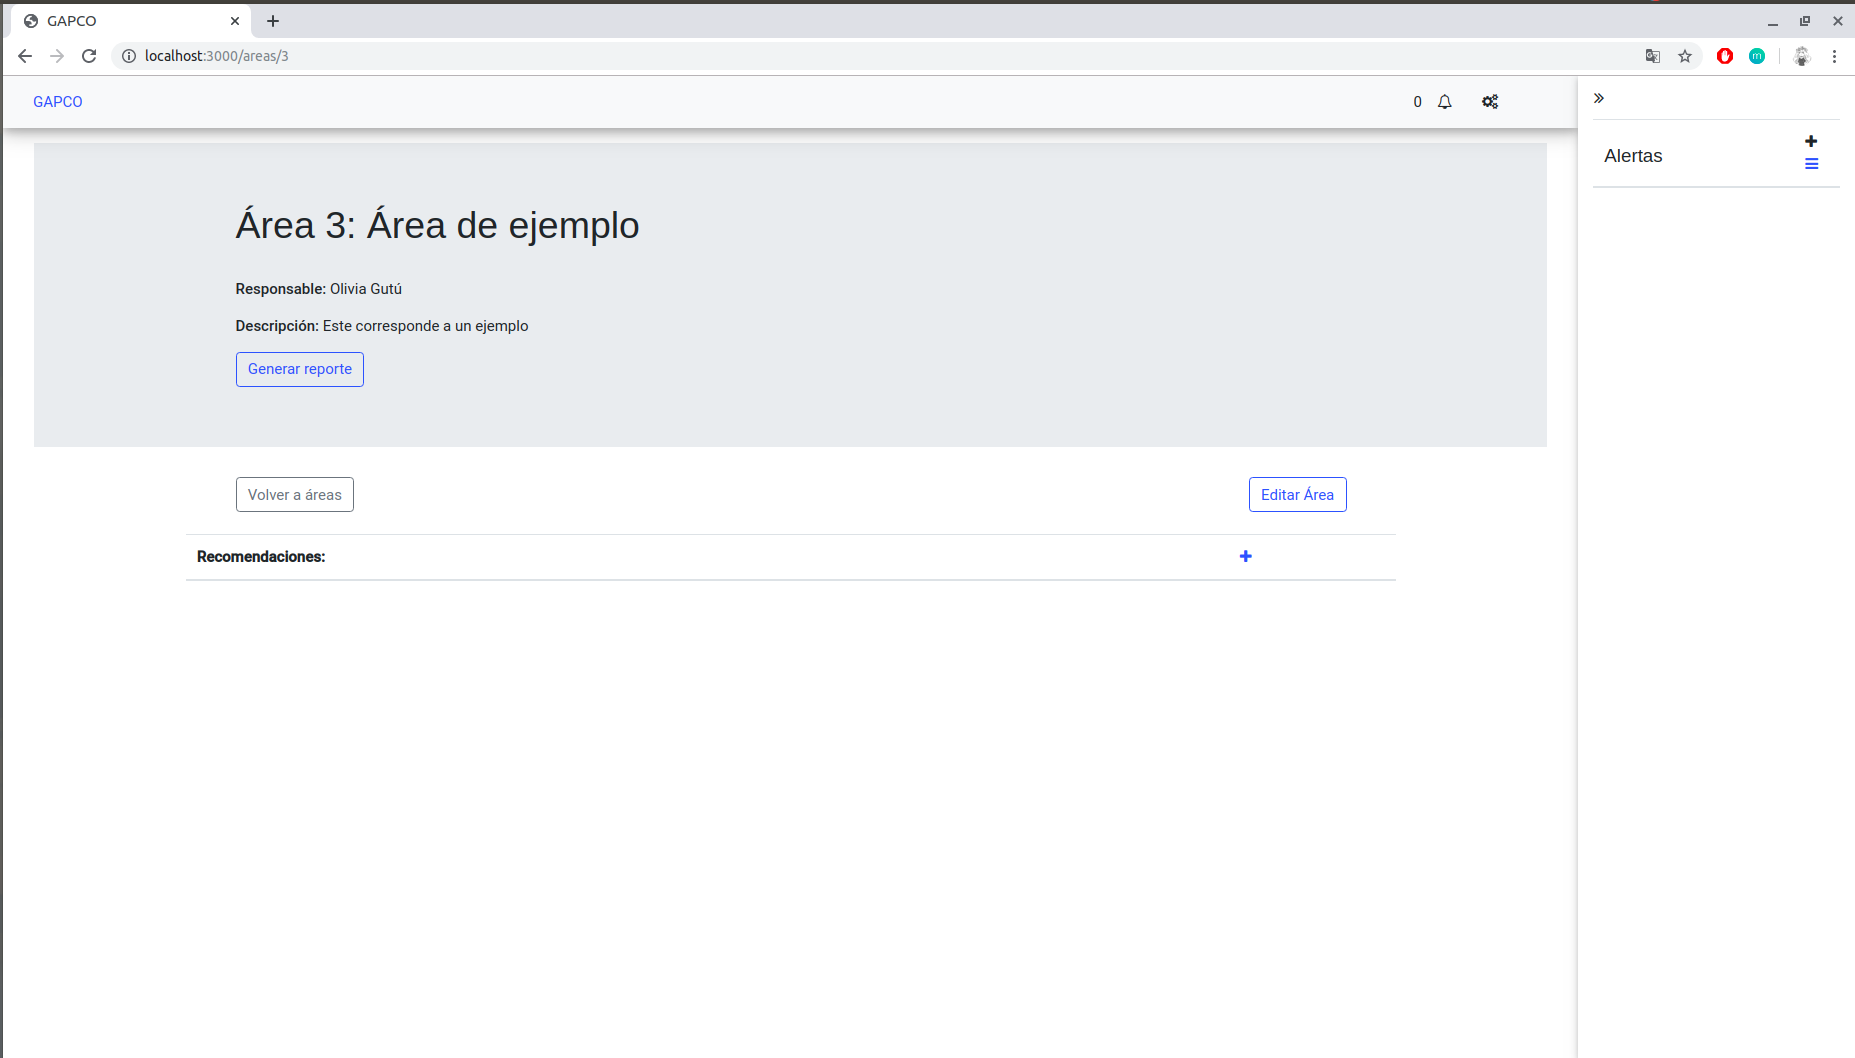 GAPCO
localhost:3000/areas/3
GAPCO
0
Alertas
Área 3: Área de ejemplo
Responsable: Olivia Gutú
Descripción: Este corresponde a un ejemplo
Generar reporte
Volver a áreas
Editar Área
Recomendaciones: